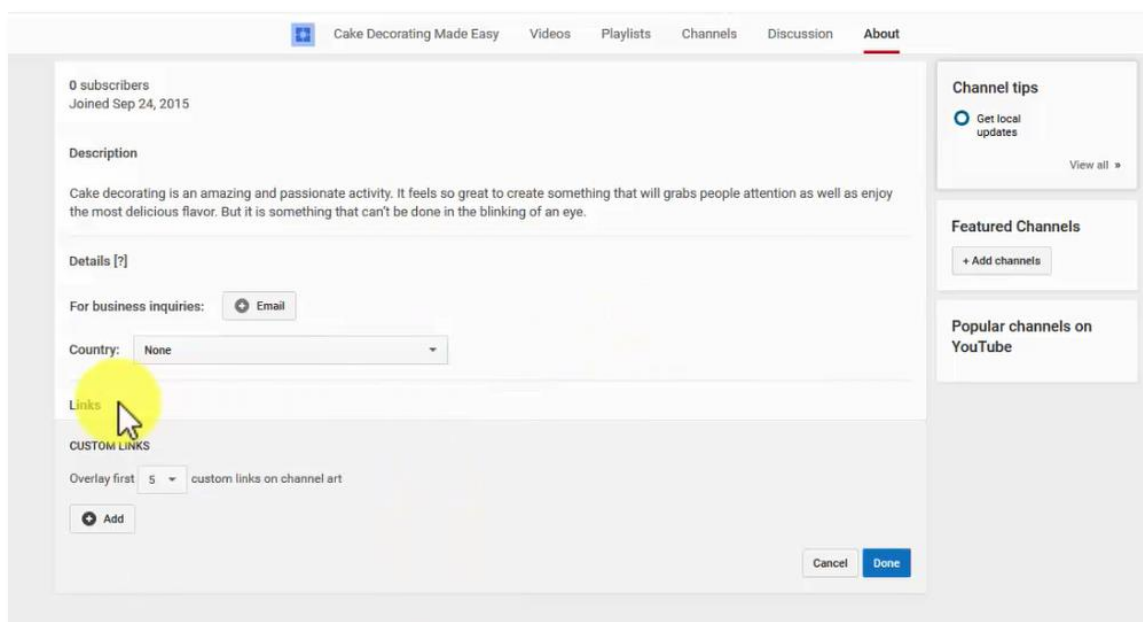 Cake Decorating Made Easy Videos Playlists Channels Discussion About
0 subscribers
Joined Sep 24, 2015
Description
Cake decorating is an amazing and passionate activity. It feels so great to create something that will grabs people attention as well as enjoy
the most delicious flavor. But it is something that can't be done in the blinking of an eye.
Details [?]
For business inquiries: Email
Country: None
Links
CUSTOM LINKS
Overlay first 5 custom links on channel art
Add
Cancel Done
Channel tips
Get local
updates
View all »
Featured Channels
+ Add channels
Popular channels on
YouTube